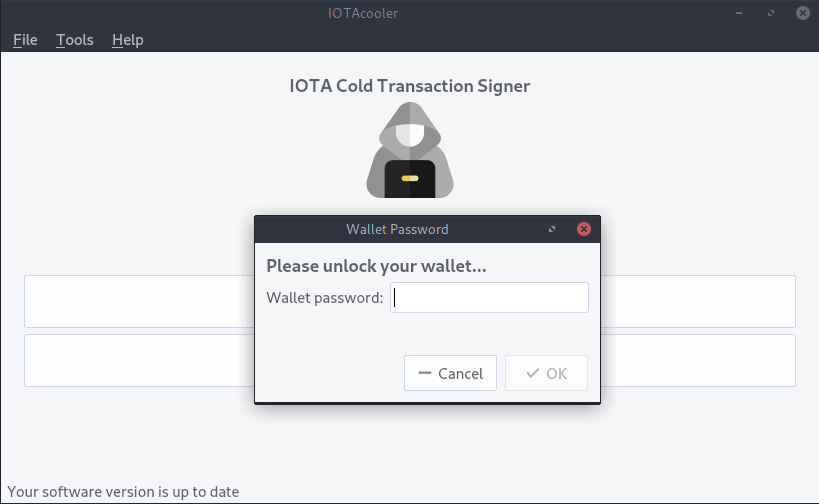 IOTAcooler
File Tools Help
IOTA Cold Transaction Signer
Wallet Password
Please unlock your wallet...
Wallet password:
Cancel OK
Your software version is up to date